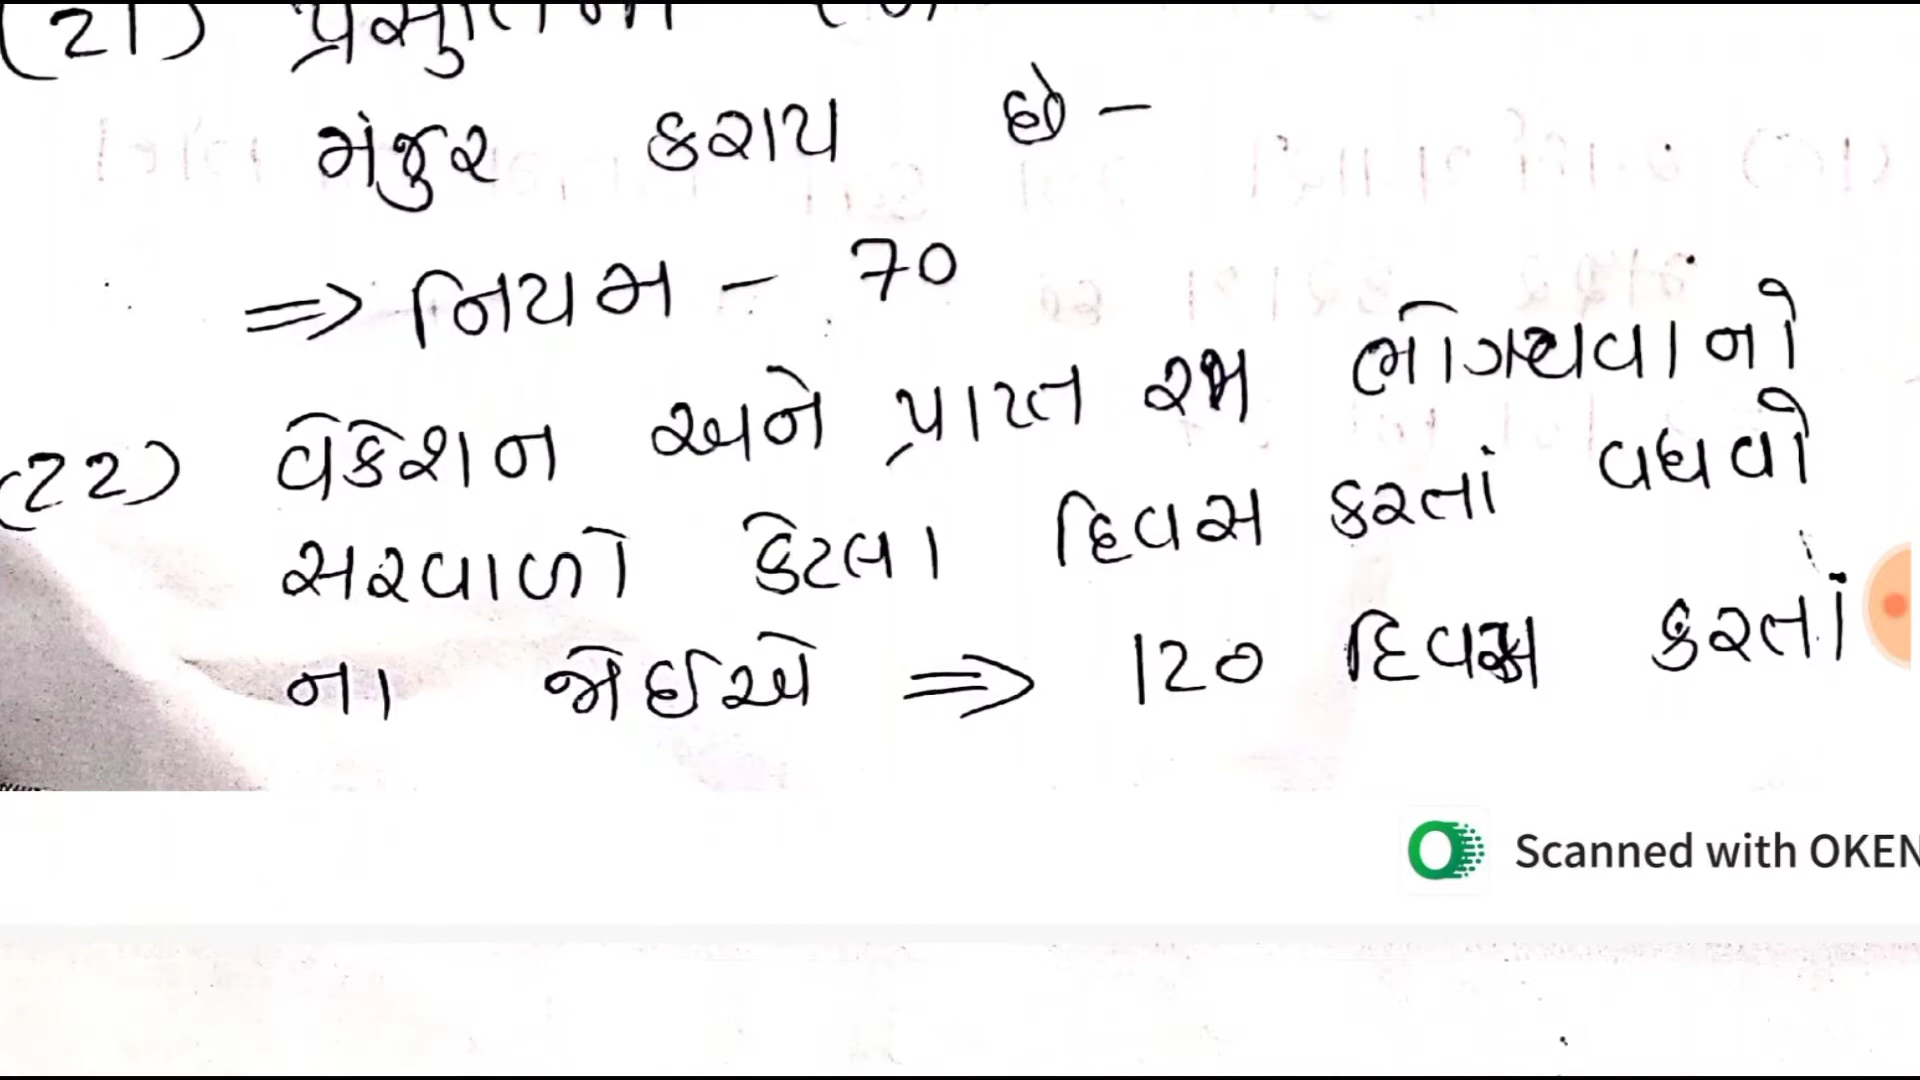 (21) પ્રસુતિની
મંજુર કરાય છે -
⇒ નિયમ - 70
(22) વેકેશન અને પ્રાપ્ત રજા ભોગવવાનો
સરવાળો કેટલા દિવસ કરતાં વધવો
ના જોઈએ ⇒ 120 દિવસ કરતાં
Scanned with OKEN